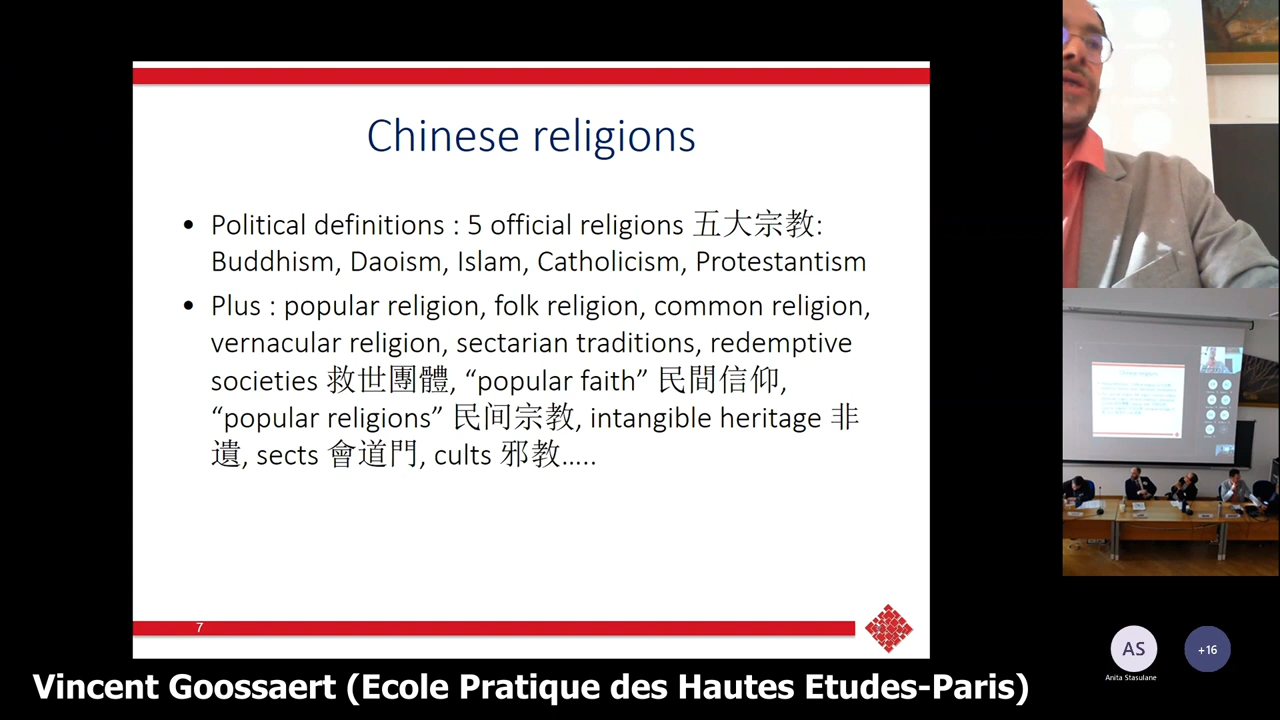 Chinese religions
• Political definitions : 5 official religions 五大宗教:
Buddhism, Daoism, Islam, Catholicism, Protestantism
• Plus : popular religion, folk religion, common religion,
vernacular religion, sectarian traditions, redemptive
societies 救世團體, “popular faith” 民間信仰,
“popular religions” 民间宗教, intangible heritage 非
遺, sects 會道門, cults 邪教.....
7
Vincent Goossaert (Ecole Pratique des Hautes Etudes-Paris)
AS
+16
Anita Stasulane